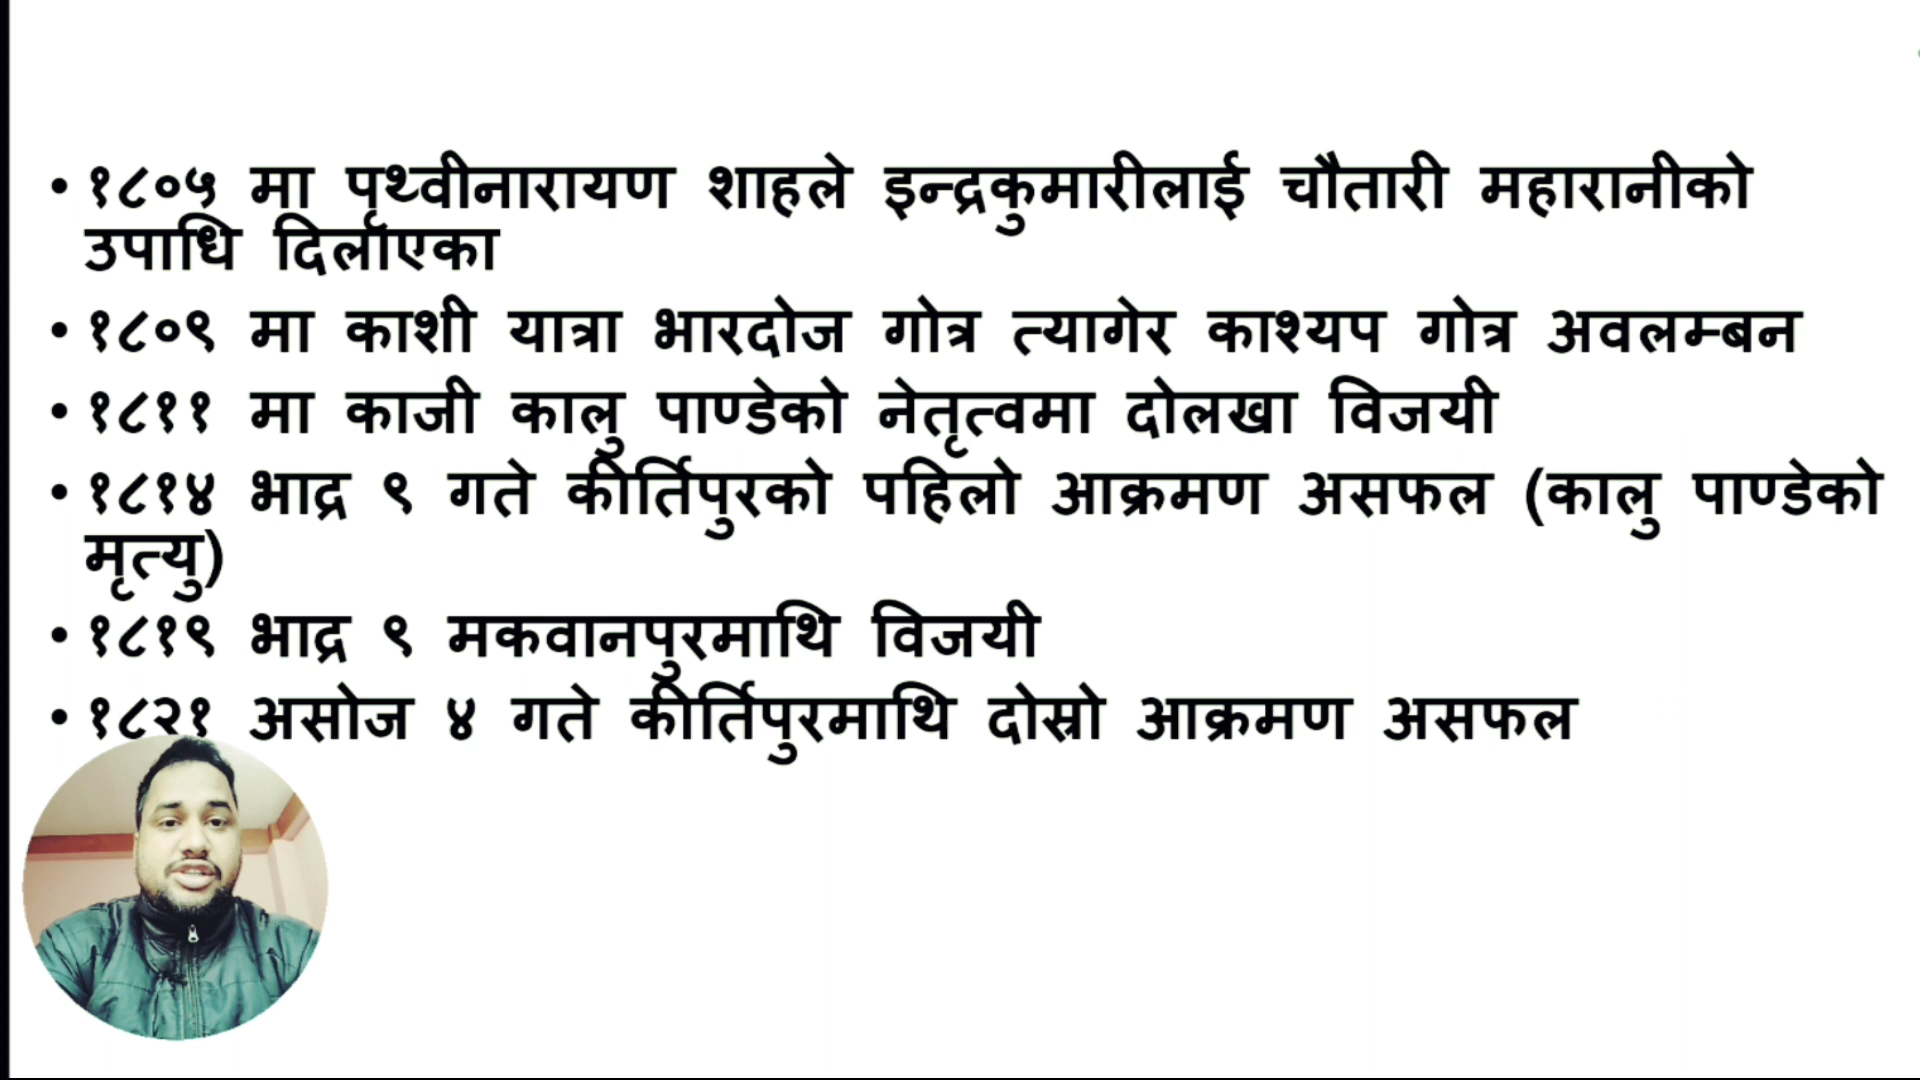 • १८०५ मा पृथ्वीनारायण शाहले इन्द्रकुमारीलाई चौतारी महारानीको
उपाधि दिलाएका
• १८०९ मा काशी यात्रा भारदोज गोत्र त्यागेर काश्यप गोत्र अवलम्बन
• १८११ मा काजी कालु पाण्डेको नेतृत्वमा दोलखा विजयी
• १८१४ भाद्र ९ गते कीर्तिपुरको पहिलो आक्रमण असफल (कालु पाण्डेको
मृत्यु)
• १८१९ भाद्र ९ मकवानपुरमाथि विजयी
• १८२१ असोज ४ गते कीर्तिपुरमाथि दोस्रो आक्रमण असफल